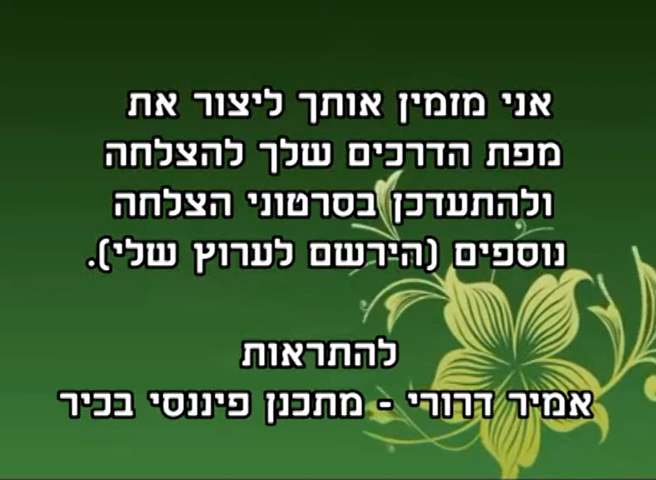 אני מזמין אותך ליצור את
מפת הדרכים שלך להצלחה
ולהתעדכן בסרטוני הצלחה
נוספים (הירשם לערוץ שלי).
להתראות
אמיר דרורי - מתכנן פיננסי בכיר